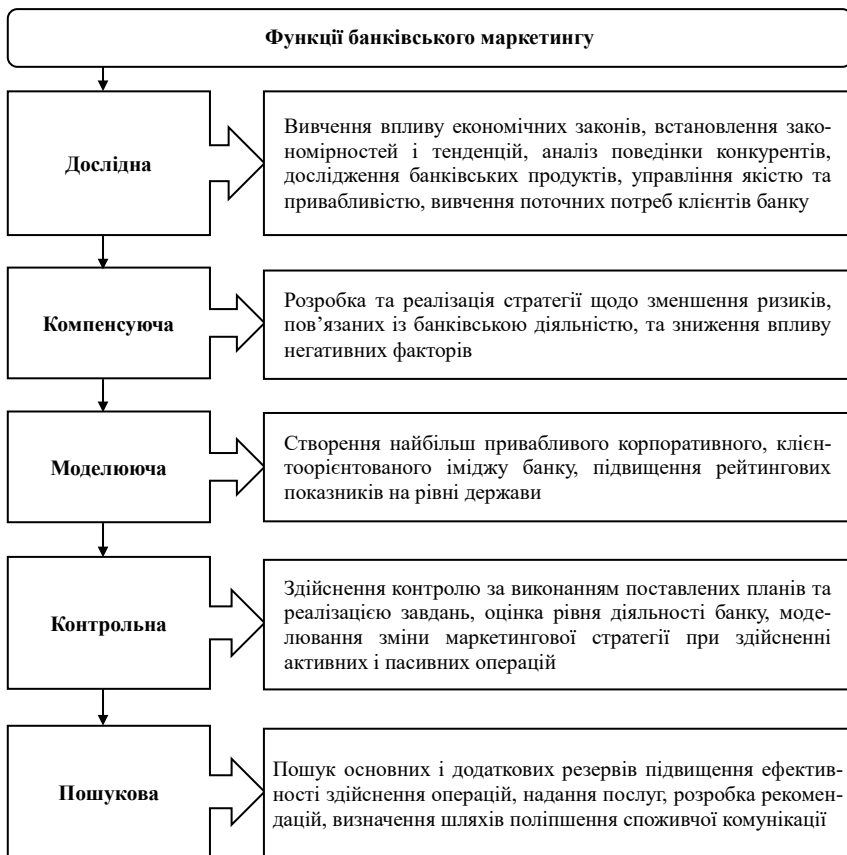 Функції банківського маркетингу
Дослідна
Вивчення впливу економічних законів, встановлення зако-
номірностей і тенденцій, аналіз поведінки конкурентів,
дослідження банківських продуктів, управління якістю та
привабливістю, вивчення поточних потреб клієнтів банку
Компенсуюча
Розробка та реалізація стратегії щодо зменшення ризиків,
пов’язаних із банківською діяльністю, та зниження впливу
негативних факторів
Моделююча
Створення найбільш привабливого корпоративного, клієн-
тоорієнтованого іміджу банку, підвищення рейтингових
показників на рівні держави
Контрольна
Здійснення контролю за виконанням поставлених планів та
реалізацією завдань, оцінка рівня діяльності банку, моде-
лювання зміни маркетингової стратегії при здійсненні
активних і пасивних операцій
Пошукова
Пошук основних і додаткових резервів підвищення ефектив-
ності здійснення операцій, надання послуг, розробка рекомен-
дацій, визначення шляхів поліпшення споживчої комунікації